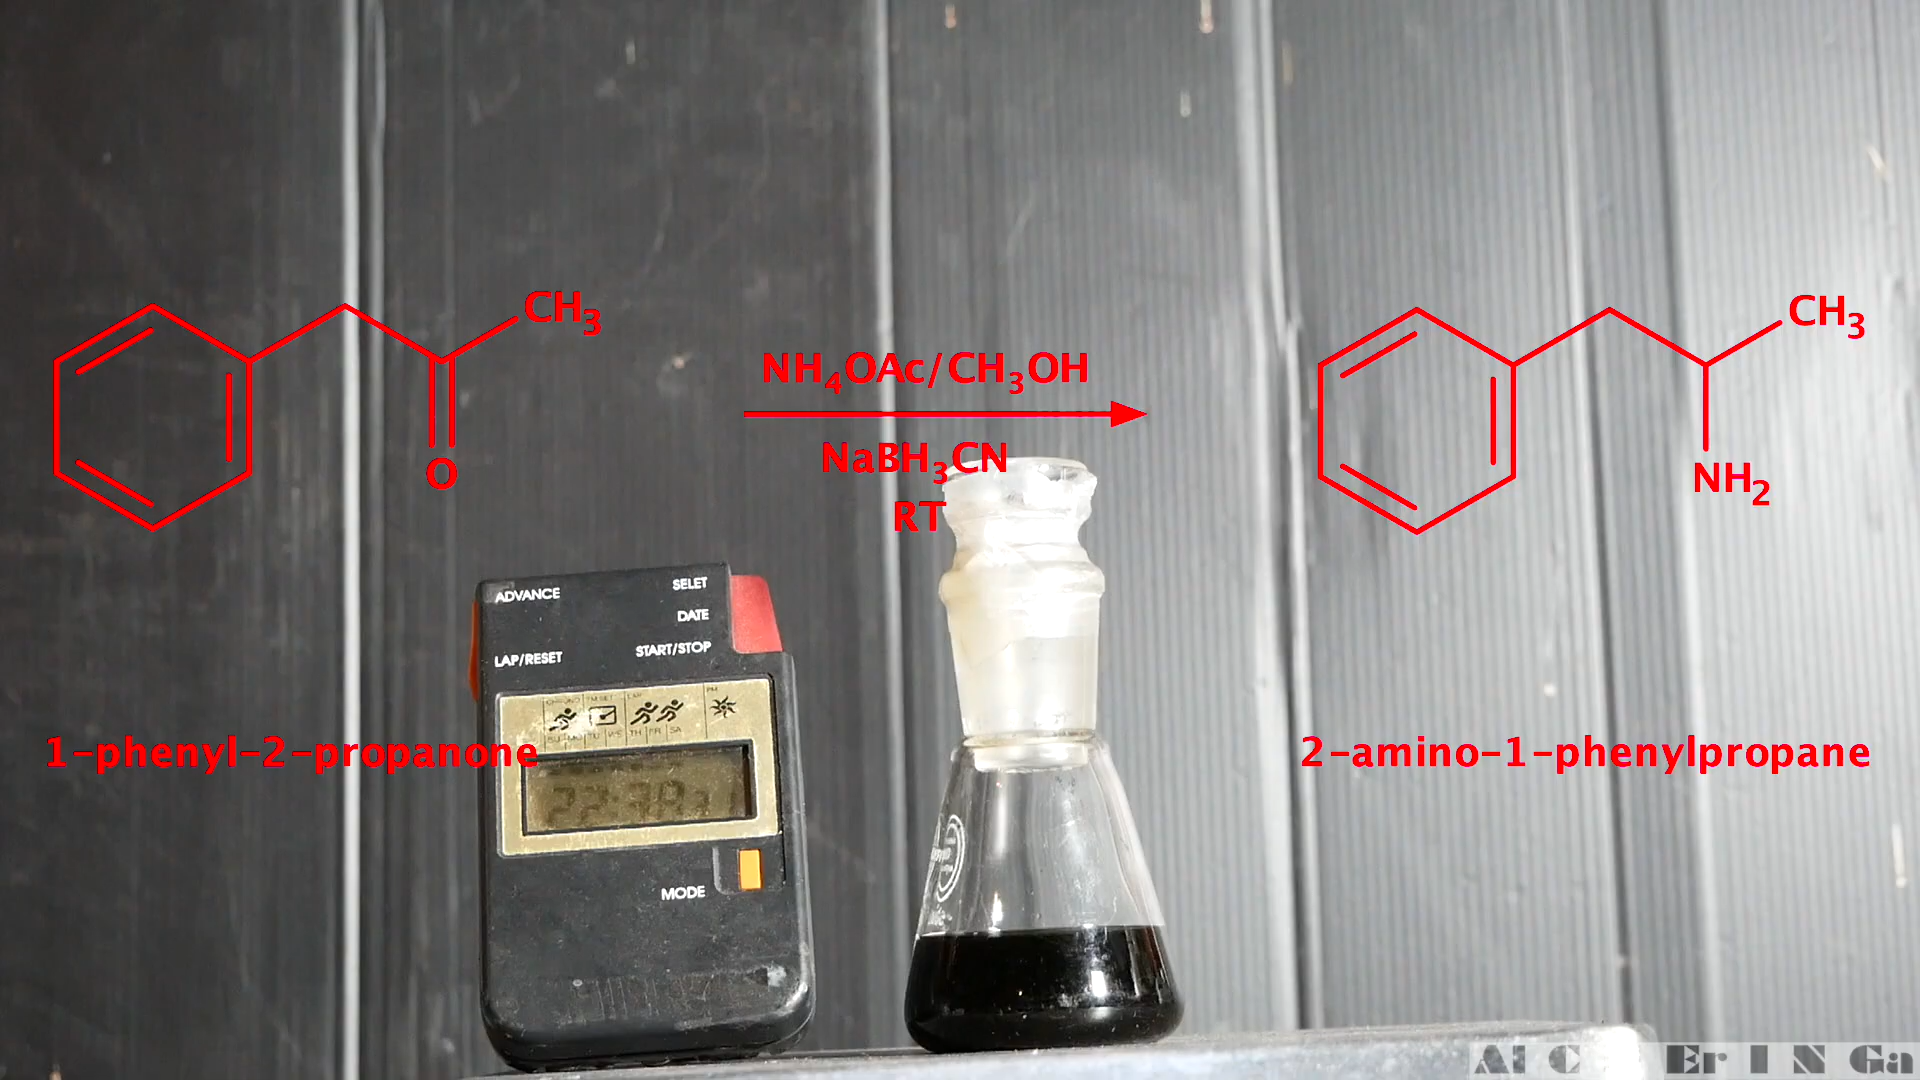 CH3
CH3
NH4OAc/CH3OH
NaBH3CN
O
NH2
RT
ADVANCE
SELET
DATE
LAP/RESET
START/STOP
1-phenyl-2-propanone
2-amino-1-phenylpropane
MODE